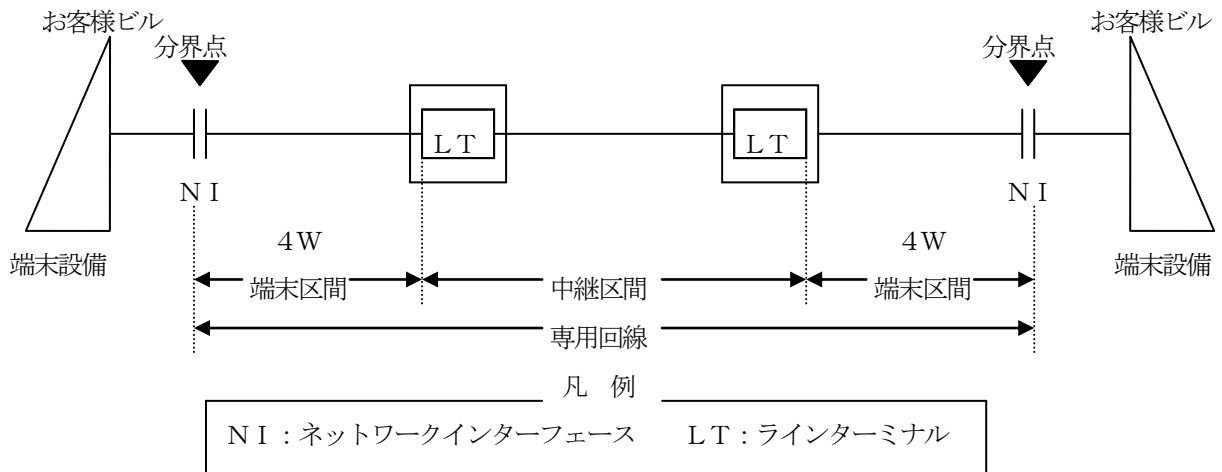 お客様ビル お客様ビル
分界点 分界点
LT LT
NI NI
4W 4W
端末設備 端末設備
端末区間 中継区間 端末区間
専用回線
凡 例
NI:ネットワークインターフェース LT:ラインターミナル